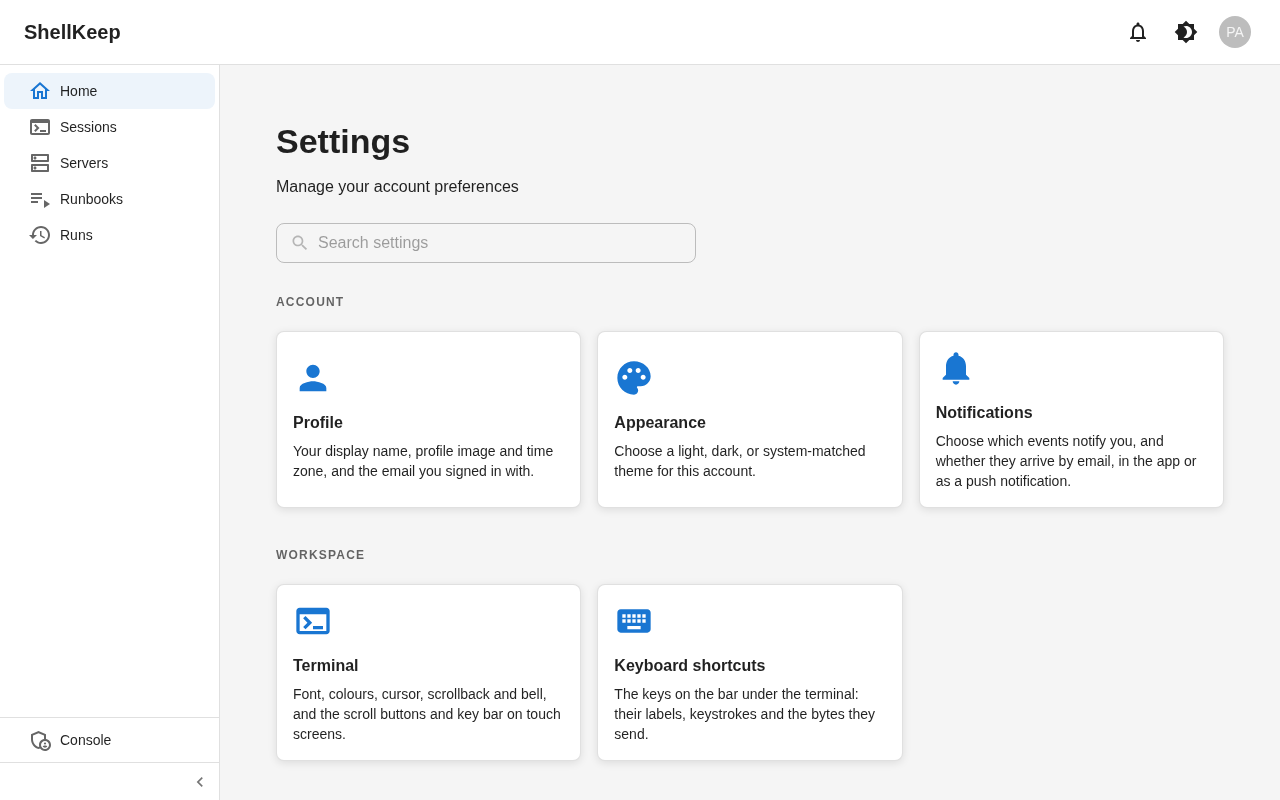 ShellKeep
PA
Home
Sessions
Servers
Runbooks
Runs
Console
Settings
Manage your account preferences
Search settings
ACCOUNT
Profile
Your display name, profile image and time
zone, and the email you signed in with.
Appearance
Choose a light, dark, or system-matched
theme for this account.
Notifications
Choose which events notify you, and
whether they arrive by email, in the app or
as a push notification.
WORKSPACE
Terminal
Font, colours, cursor, scrollback and bell,
and the scroll buttons and key bar on touch
screens.
Keyboard shortcuts
The keys on the bar under the terminal:
their labels, keystrokes and the bytes they
send.